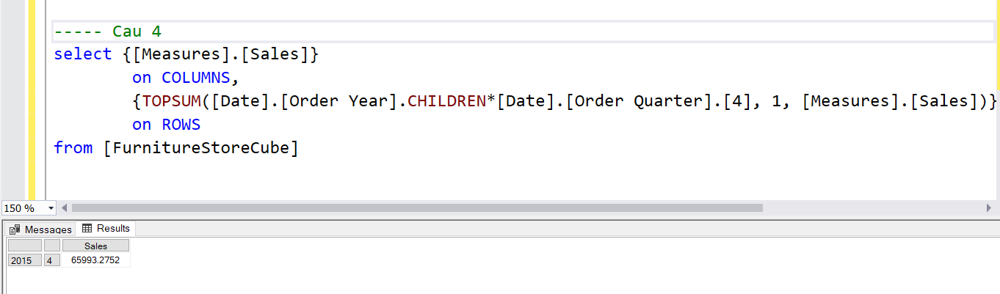 ----- Cau 4
select {[Measures].[Sales]}
on COLUMNS,
{TOPSUM([Date].[Order Year].CHILDREN*[Date].[Order Quarter].[4], 1, [Measures].[Sales])}
on ROWS
from [FurnitureStoreCube]
150 %
Messages Results
Sales
2015 4 65993.2752